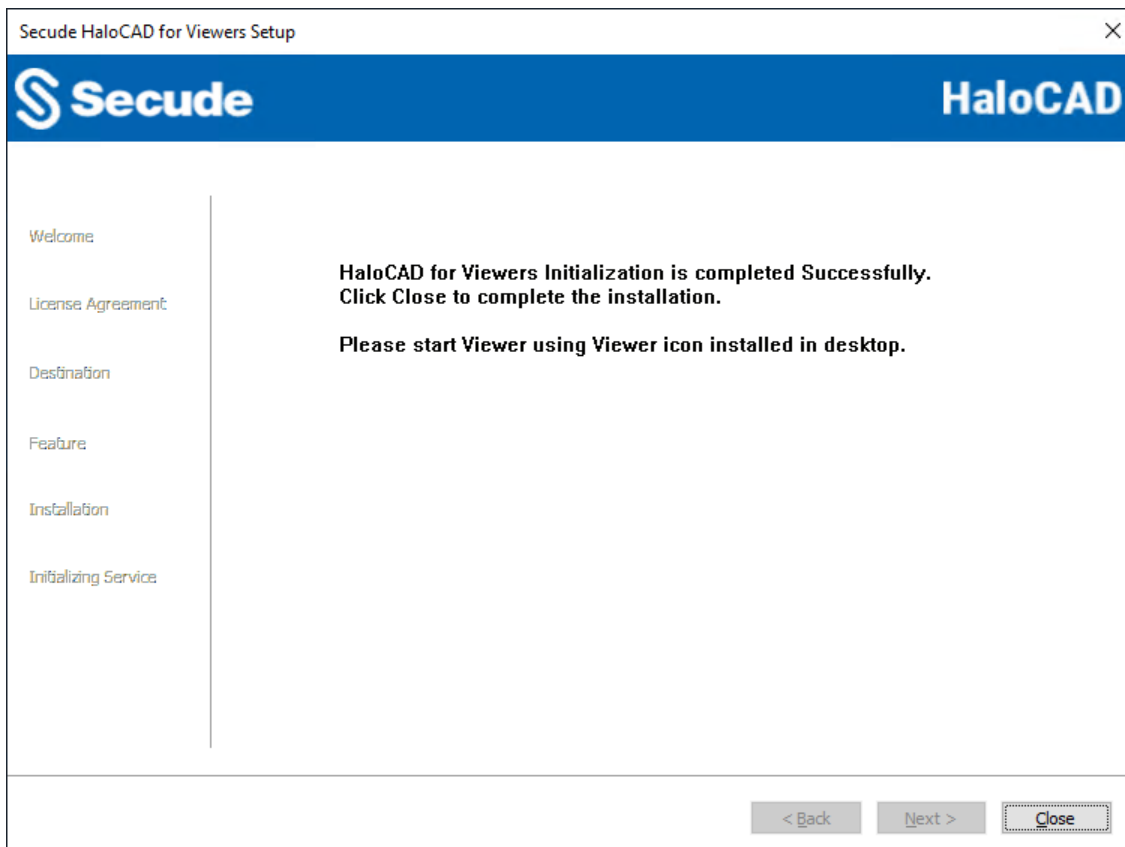 Secude HaloCAD for Viewers Setup
Secude
HaloCAD
Welcome
License Agreement
Destination
Feature
Installation
Initializing Service
HaloCAD for Viewers Initialization is completed Successfully.
Click Close to complete the installation.
Please start Viewer using Viewer icon installed in desktop.
< Back
Next >
Close